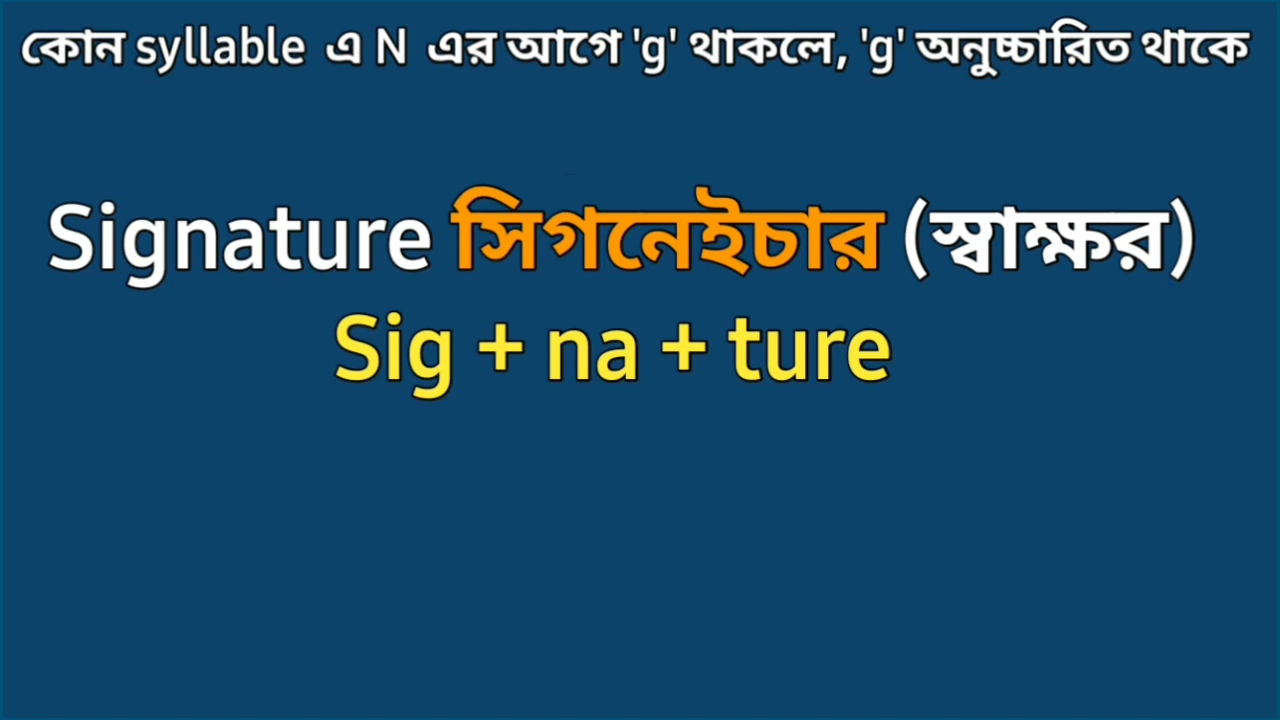 কোন syllable এ N এর আগে 'g' থাকলে, 'g' অনুচ্চারিত থাকে
Signature সিগনেইচার (স্বাক্ষর)
Sig + na + ture